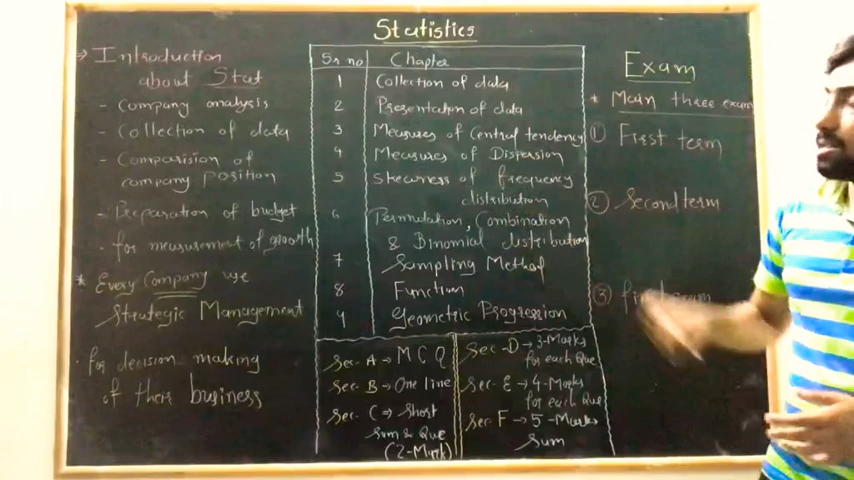 Statistics
⇒ Introduction
about Stat
- Company analysis
- Collection of data
- Comparision of
company position
- Preparation of budget
- for measurement of growth
* Every Company use
Strategic Management
· for decision making
of their business
Sr no Chapter
1 Collection of data
2 Presentation of data
3 Measures of Central tendency
4 Measures of Dispersion
5 Skewness of frequency
distribution
6 Permutation, Combination
& Binomial distribution
7 Sampling Method
8 Function
9 Geometric Progression
Sec. A → M C Q
Sec. B → One line
Sec. C → Short
Sum & Que
(2-Mark)
Sec - D → 3-Marks
for each Que
Sec - E → 4-Marks
for each Que
Sec F → 5-Marks
Sum
Exam
* Main three exam
① First term
② Second term
③